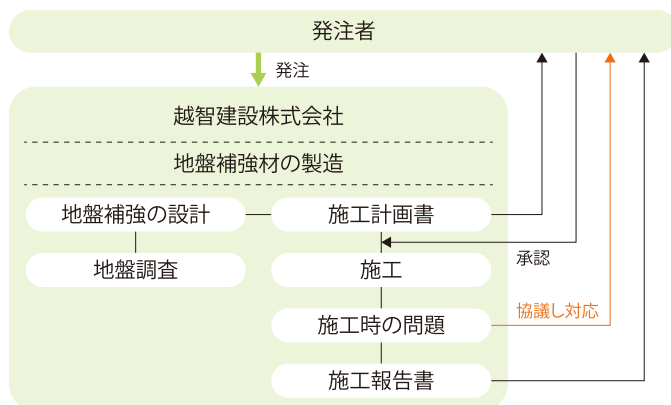 発注者
発注
越智建設株式会社
地盤補強材の製造
地盤補強の設計
施工計画書
承認
地盤調査
施工
協議し対応
施工時の問題
施工報告書